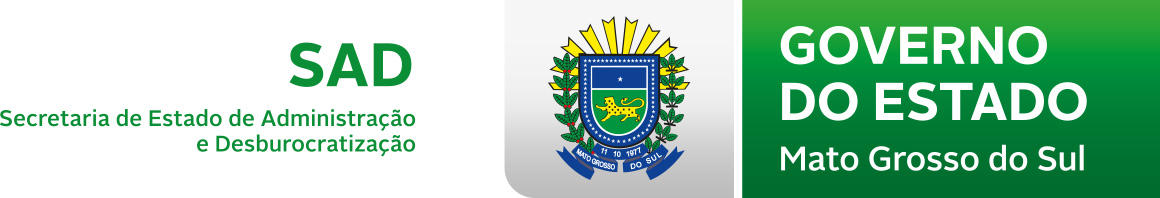 SAD
Secretaria de Estado de Administração
e Desburocratização
11 10 1977
MATO GROSSO DO SUL
GOVERNO
DO ESTADO
Mato Grosso do Sul